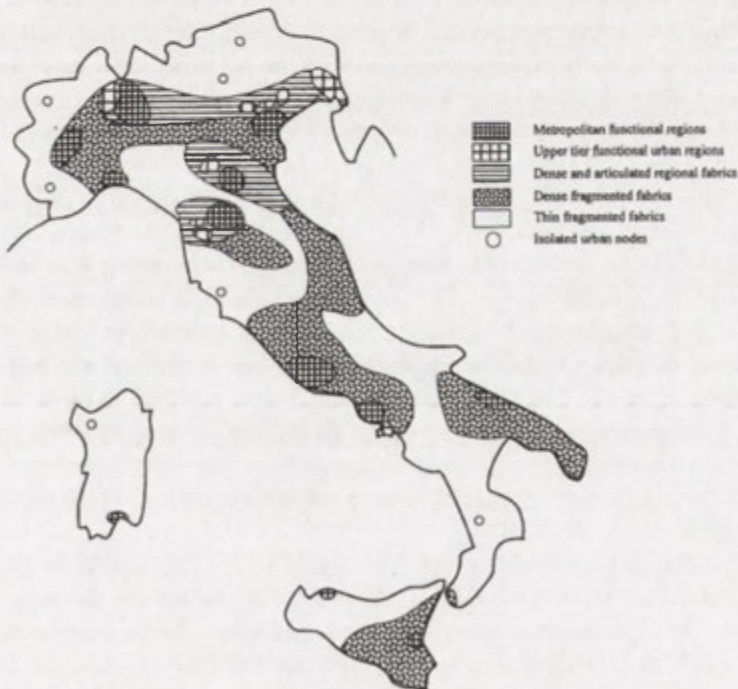 Metropolitan functional regions
Upper tier functional urban regions
Dense and articulated regional fabrics
Dense fragmented fabrics
Thin fragmented fabrics
Isolated urban nodes